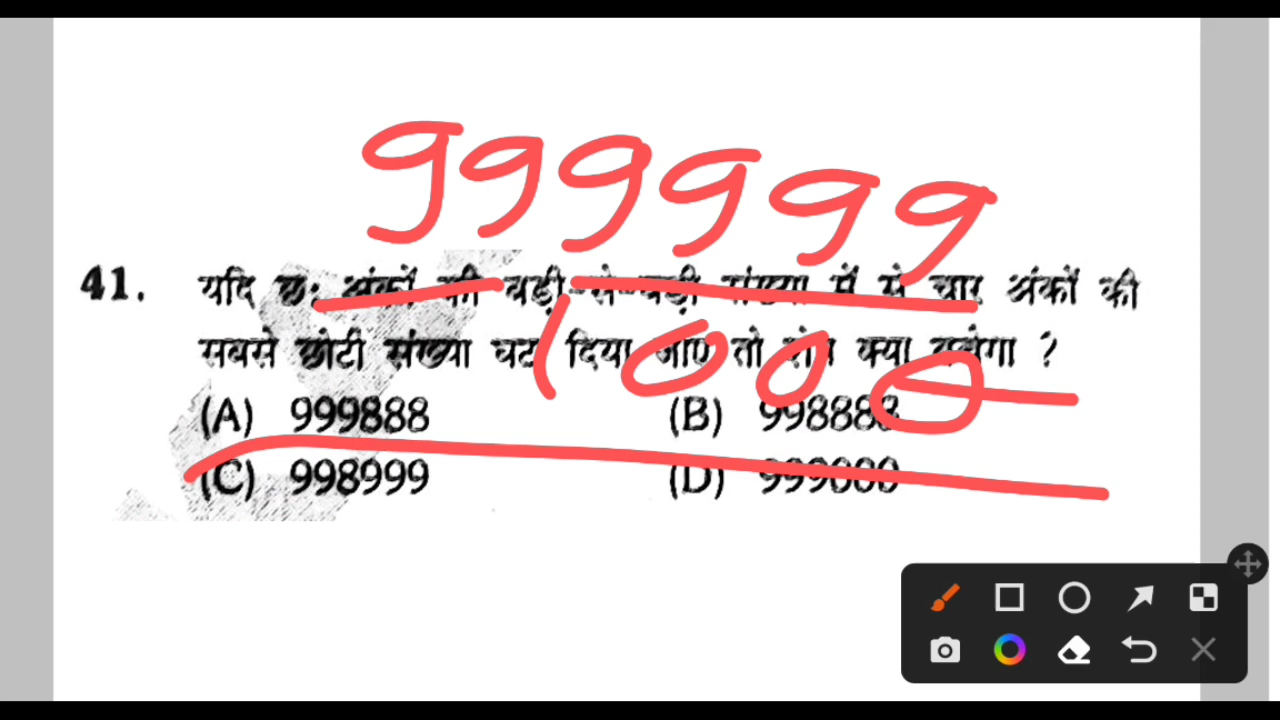 999999
41. यदि छः अंकों की बड़ी से बड़ी संख्या में से चार अंकों की
1000
सबसे छोटी संख्या घटा दिया जाए तो शेष क्या बचेगा ?
(A) 999888 (B) 998888
(C) 998999 (D) 999000